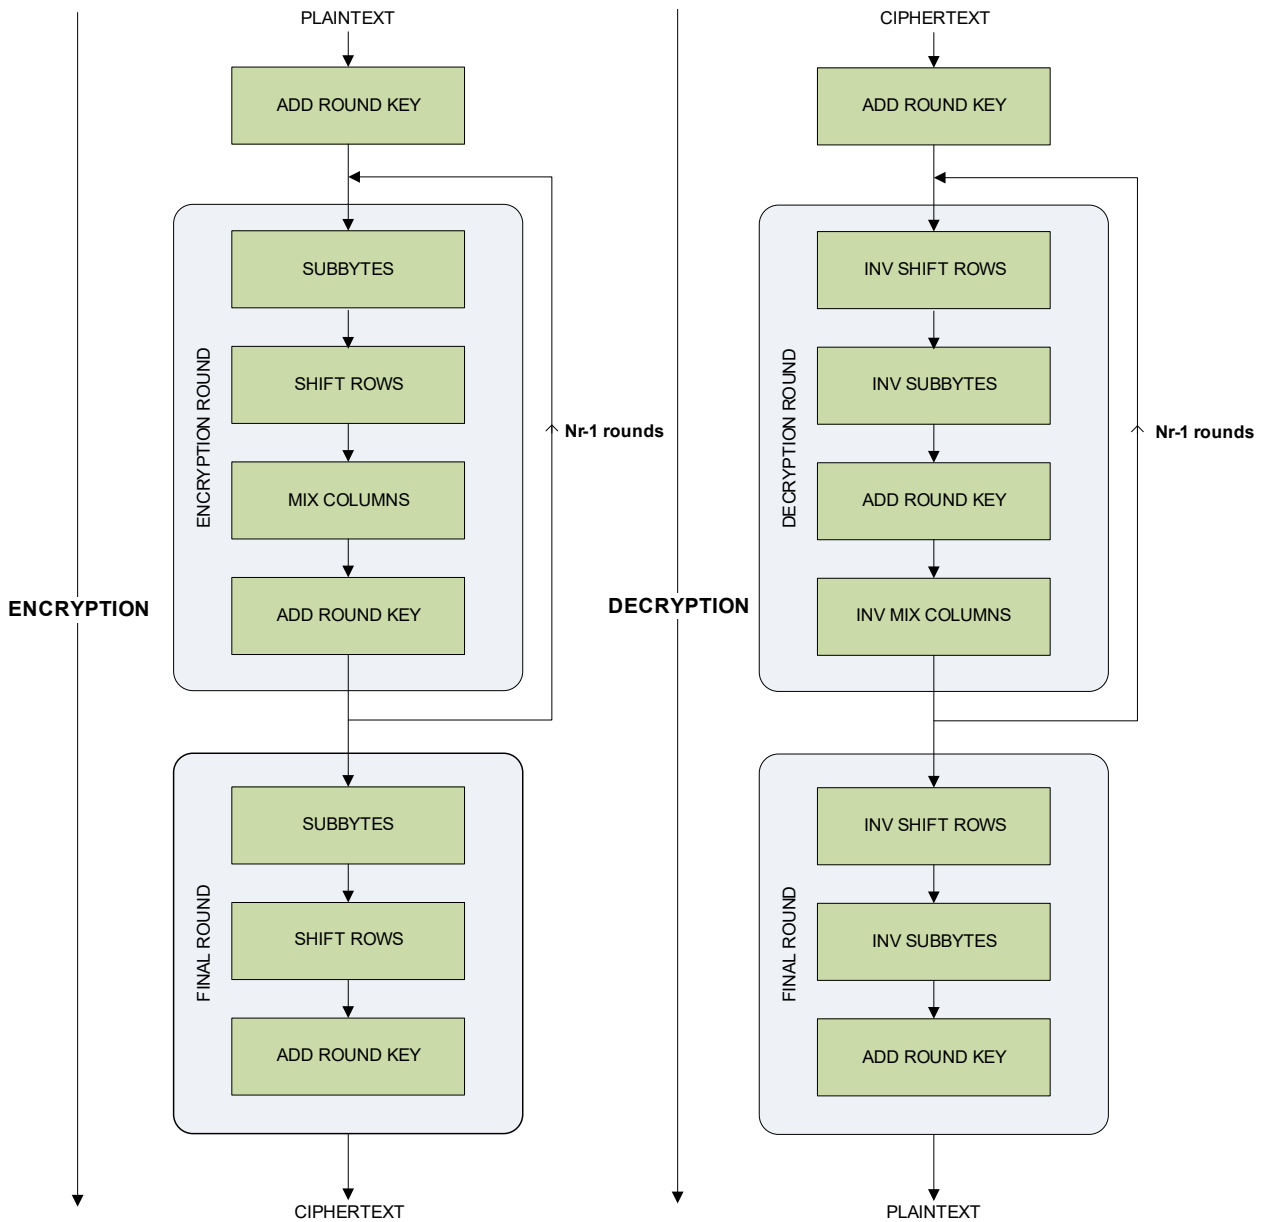 PLAINTEXT
ADD ROUND KEY
SUBBYTES
SHIFT ROWS
MIX COLUMNS
ADD ROUND KEY
ENCRYPTION ROUND
Nr-1 rounds
ENCRYPTION
SUBBYTES
SHIFT ROWS
ADD ROUND KEY
FINAL ROUND
CIPHERTEXT
CIPHERTEXT
ADD ROUND KEY
INV SHIFT ROWS
INV SUBBYTES
ADD ROUND KEY
INV MIX COLUMNS
DECRYPTION ROUND
Nr-1 rounds
DECRYPTION
INV SHIFT ROWS
INV SUBBYTES
ADD ROUND KEY
FINAL ROUND
PLAINTEXT